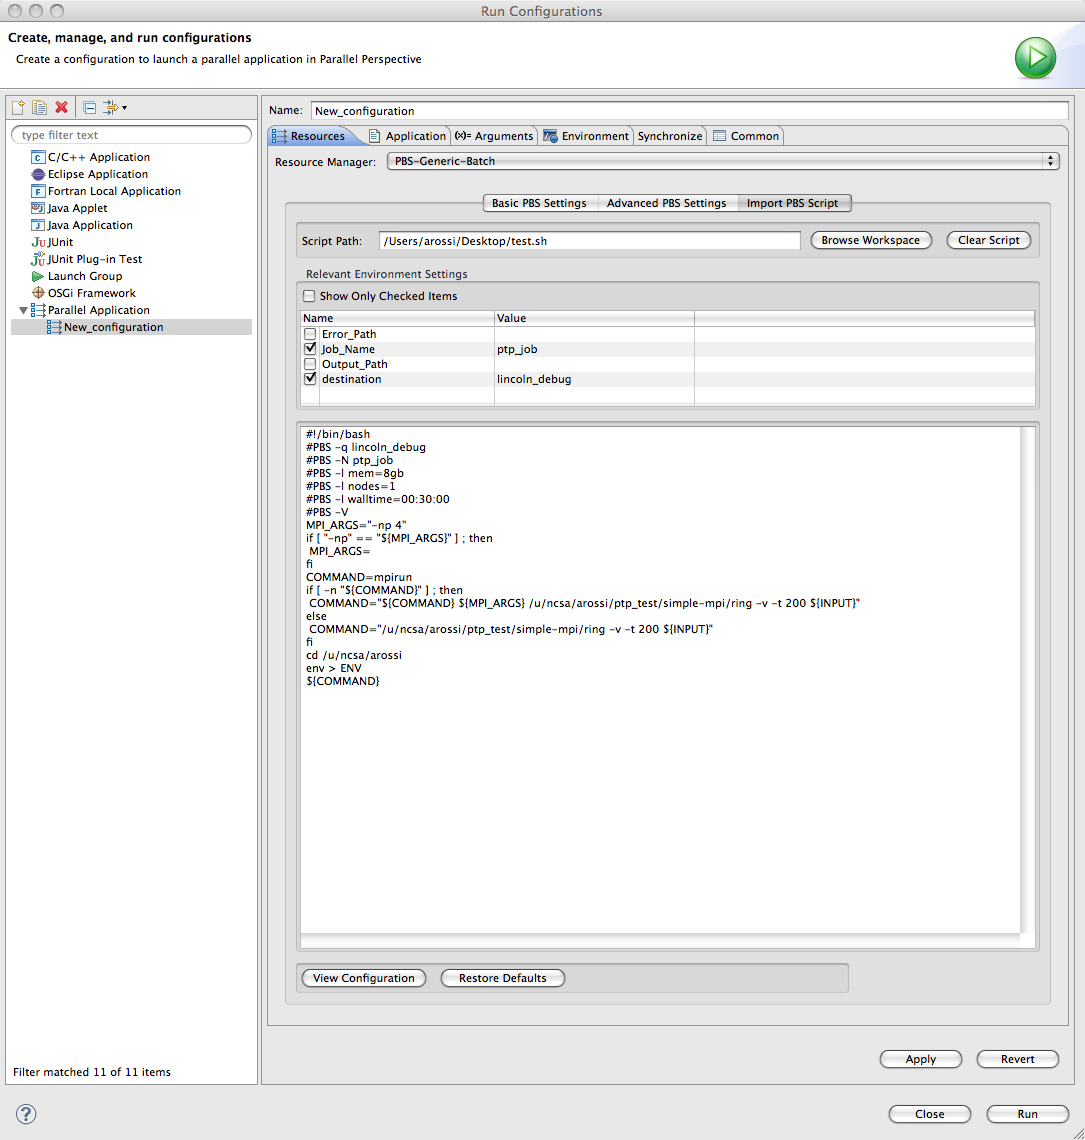 Run Configurations
Create, manage, and run configurations
Create a configuration to launch a parallel application in Parallel Perspective
type filter text
C/C++ Application
Eclipse Application
Fortran Local Application
Java Applet
Java Application
JUnit
JUnit Plug-in Test
Launch Group
OSGi Framework
Parallel Application
New_configuration
Filter matched 11 of 11 items
Name: New_configuration
Resources Application (x)= Arguments Environment Synchronize Common
Resource Manager: PBS-Generic-Batch
Basic PBS Settings Advanced PBS Settings Import PBS Script
Script Path: /Users/arossi/Desktop/test.sh Browse Workspace Clear Script
Relevant Environment Settings
Show Only Checked Items
Name Value
Error_Path
Job_Name ptp_job
Output_Path
destination lincoln_debug
#!/bin/bash
#PBS -q lincoln_debug
#PBS -N ptp_job
#PBS -l mem=8gb
#PBS -l nodes=1
#PBS -l walltime=00:30:00
#PBS -V
MPI_ARGS="-np 4"
if [ "-np" == "${MPI_ARGS}" ] ; then
MPI_ARGS=
fi
COMMAND=mpirun
if [ -n "${COMMAND}" ] ; then
COMMAND="${COMMAND} ${MPI_ARGS} /u/ncsa/arossi/ptp_test/simple-mpi/ring -v -t 200 ${INPUT}"
else
COMMAND="/u/ncsa/arossi/ptp_test/simple-mpi/ring -v -t 200 ${INPUT}"
fi
cd /u/ncsa/arossi
env > ENV
${COMMAND}
View Configuration Restore Defaults
Apply Revert
? Close Run